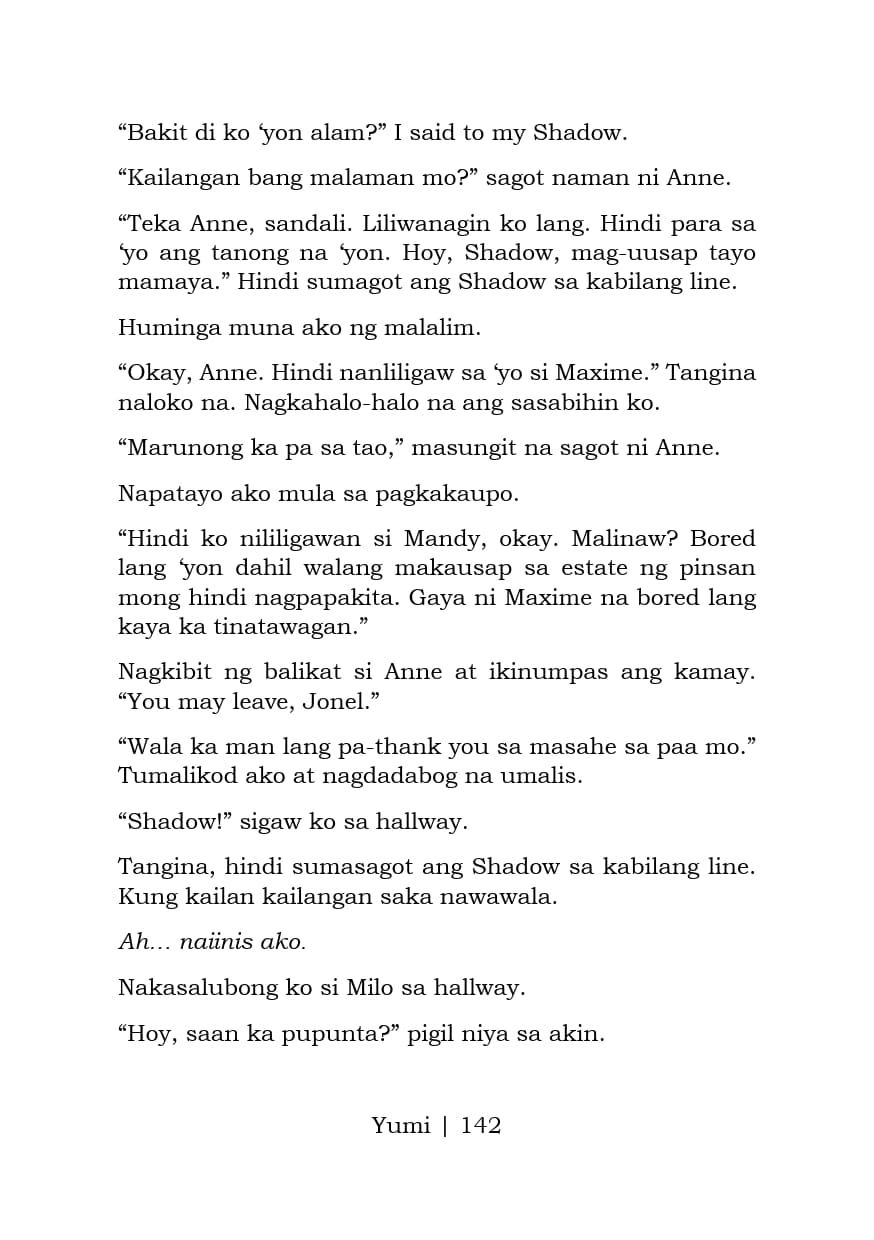 “Bakit di ko ‘yon alam?” I said to my Shadow.
“Kailangan bang malaman mo?” sagot naman ni Anne.
“Teka Anne, sandali. Liliwanagin ko lang. Hindi para sa
‘yo ang tanong na ‘yon. Hoy, Shadow, mag-uusap tayo
mamaya.” Hindi sumagot ang Shadow sa kabilang line.
Huminga muna ako ng malalim.
“Okay, Anne. Hindi nanliligaw sa ‘yo si Maxime.” Tangina
naloko na. Nagkahalo-halo na ang sasabihin ko.
“Marunong ka pa sa tao,” masungit na sagot ni Anne.
Napatayo ako mula sa pagkakaupo.
“Hindi ko nililigawan si Mandy, okay. Malinaw? Bored
lang ‘yon dahil walang makausap sa estate ng pinsan
mong hindi nagpapakita. Gaya ni Maxime na bored lang
kaya ka tinatawagan.”
Nagkibit ng balikat si Anne at ikinumpas ang kamay.
“You may leave, Jonel.”
“Wala ka man lang pa-thank you sa masahe sa paa mo.”
Tumalikod ako at nagdadabog na umalis.
“Shadow!” sigaw ko sa hallway.
Tangina, hindi sumasagot ang Shadow sa kabilang line.
Kung kailan kailangan saka nawawala.
Ah… naiinis ako.
Nakasalubong ko si Milo sa hallway.
“Hoy, saan ka pupunta?” pigil niya sa akin.
Yumi | 142